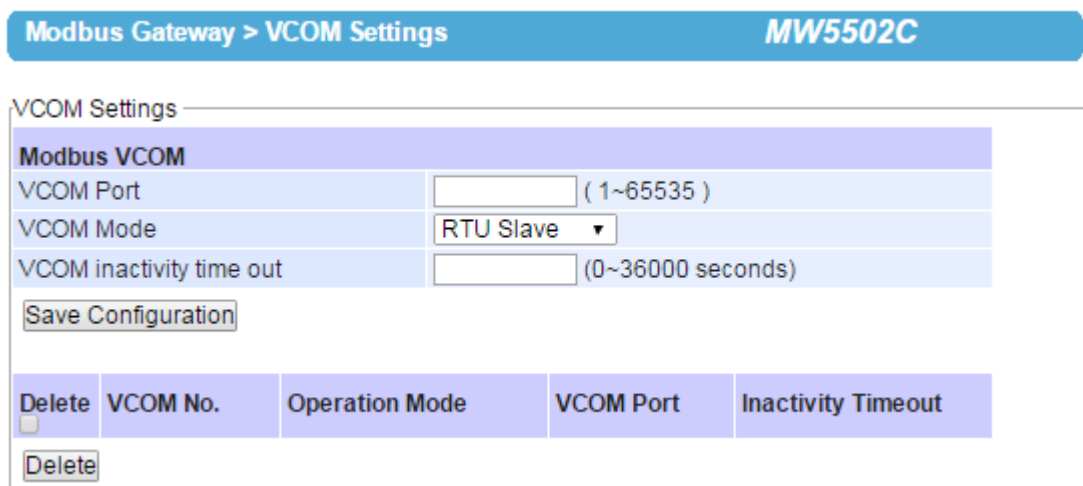 Modbus Gateway > VCOM Settings MW5502C
VCOM Settings
Modbus VCOM
VCOM Port ( 1~65535 )
VCOM Mode RTU Slave
VCOM inactivity time out (0~36000 seconds)
Save Configuration
Delete VCOM No. Operation Mode VCOM Port Inactivity Timeout
Delete